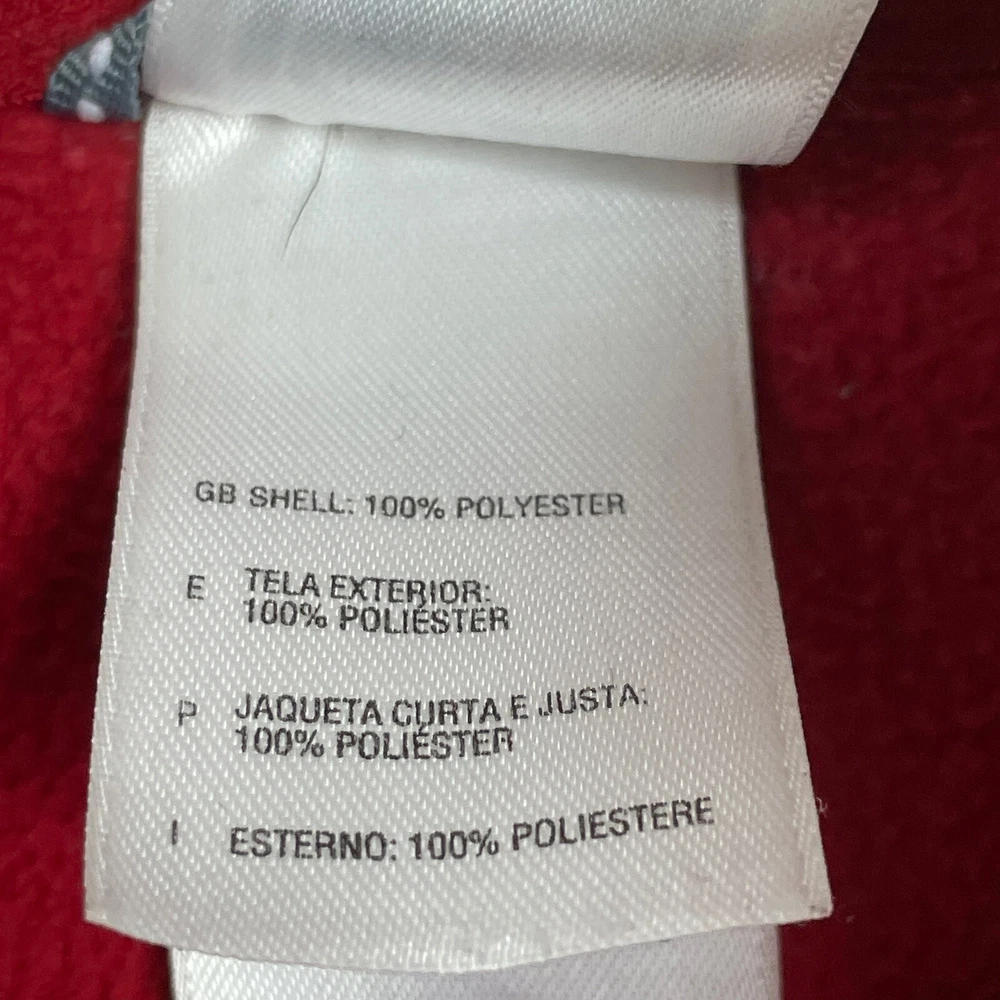 GB SHELL: 100% POLYESTER
E TELA EXTERIOR:
100% POLIÉSTER
P JAQUETA CURTA E JUSTA:
100% POLIÉSTER
I ESTERNO: 100% POLIESTERE